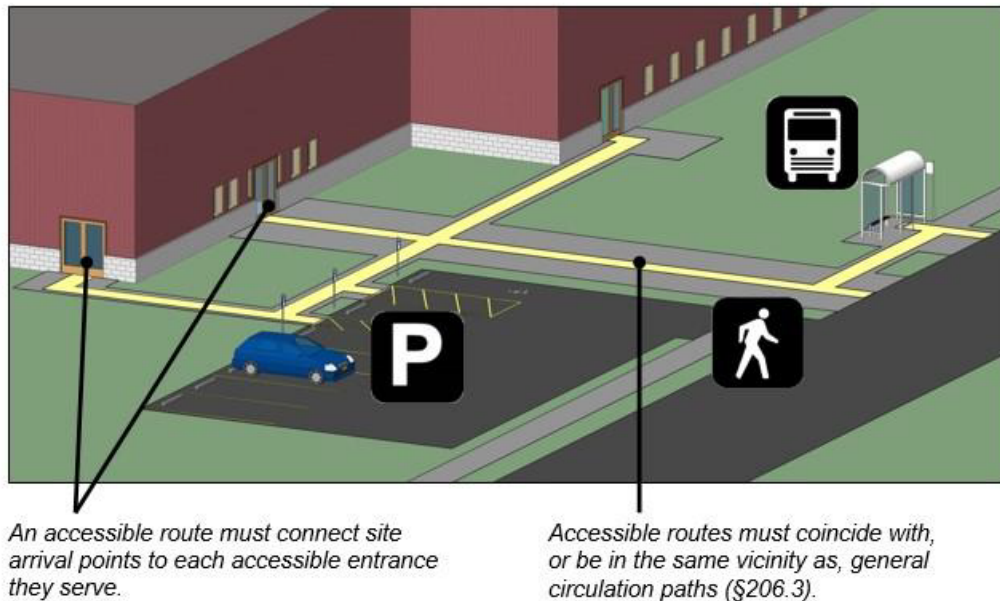 P
An accessible route must connect site
arrival points to each accessible entrance
they serve.
Accessible routes must coincide with,
or be in the same vicinity as, general
circulation paths (§206.3).